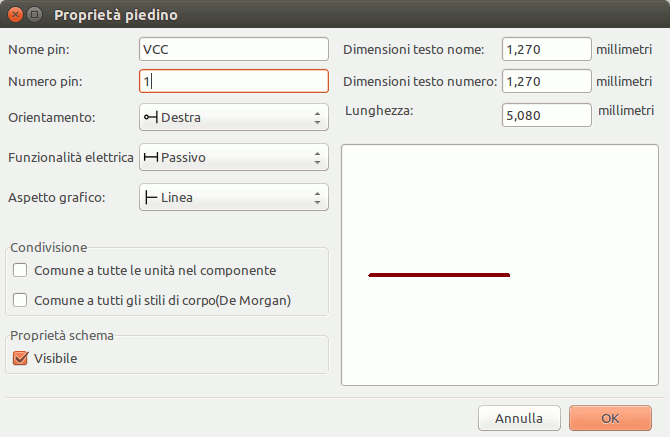 Proprietà piedino
Nome pin: VCC
Dimensioni testo nome: 1,270 millimetri
Numero pin: 1
Dimensioni testo numero: 1,270 millimetri
Orientamento: Destra
Lunghezza: 5,080 millimetri
Funzionalità elettrica Passivo
Aspetto grafico: Linea
Condivisione
Comune a tutte le unità nel componente
Comune a tutti gli stili di corpo(De Morgan)
Proprietà schema
Visibile
Annulla
OK